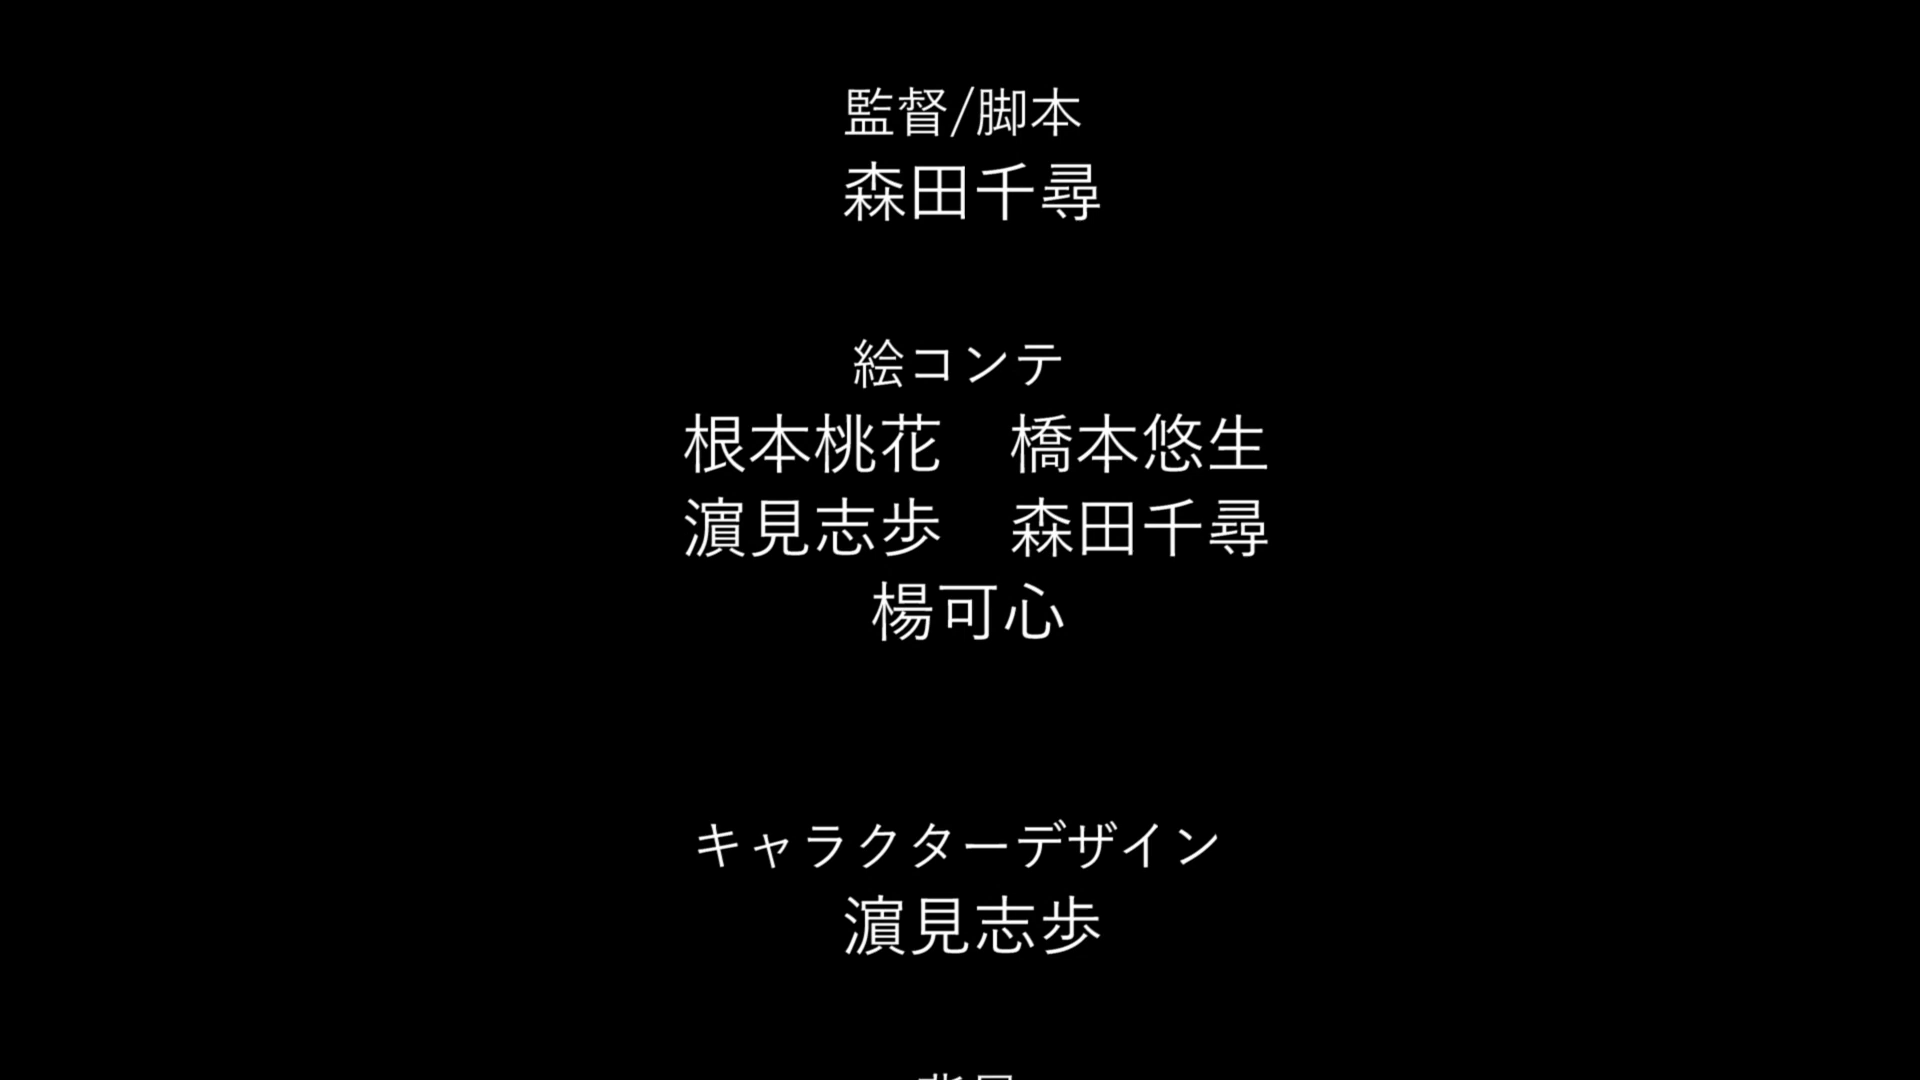 監督/脚本
森田千尋
絵コンテ
根本桃花　橋本悠生
濵見志歩　森田千尋
楊可心
キャラクターデザイン
濵見志歩